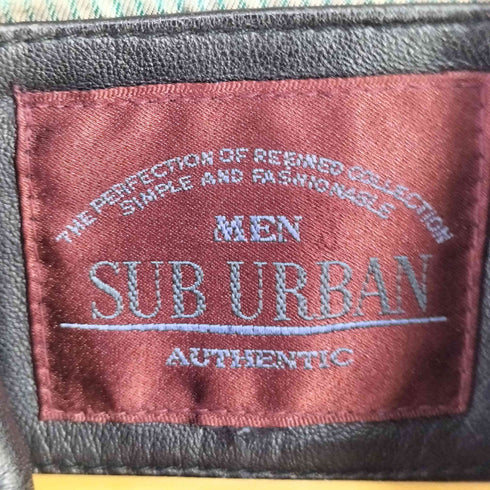 THE PERFECTION OF REFINED COLLECTION
SIMPLE AND FASHIONABLE
MEN
SUB URBAN
AUTHENTIC